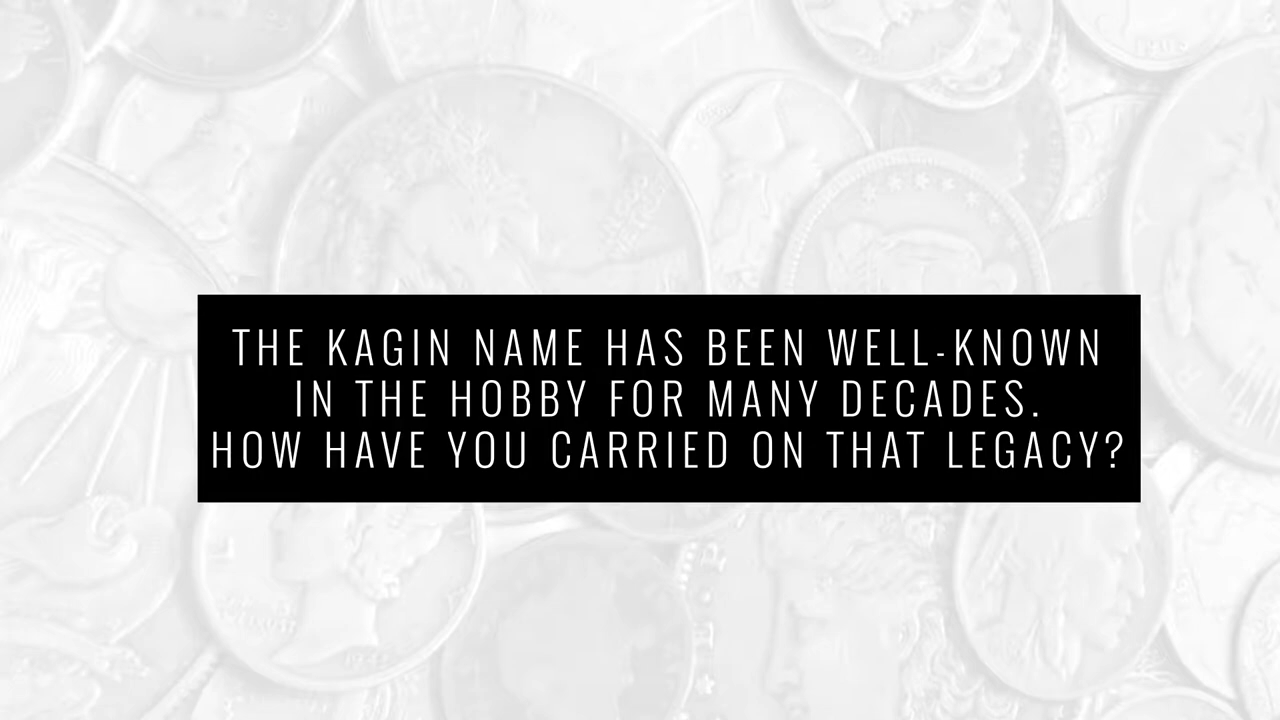 THE KAGIN NAME HAS BEEN WELL-KNOWN
IN THE HOBBY FOR MANY DECADES.
HOW HAVE YOU CARRIED ON THAT LEGACY?